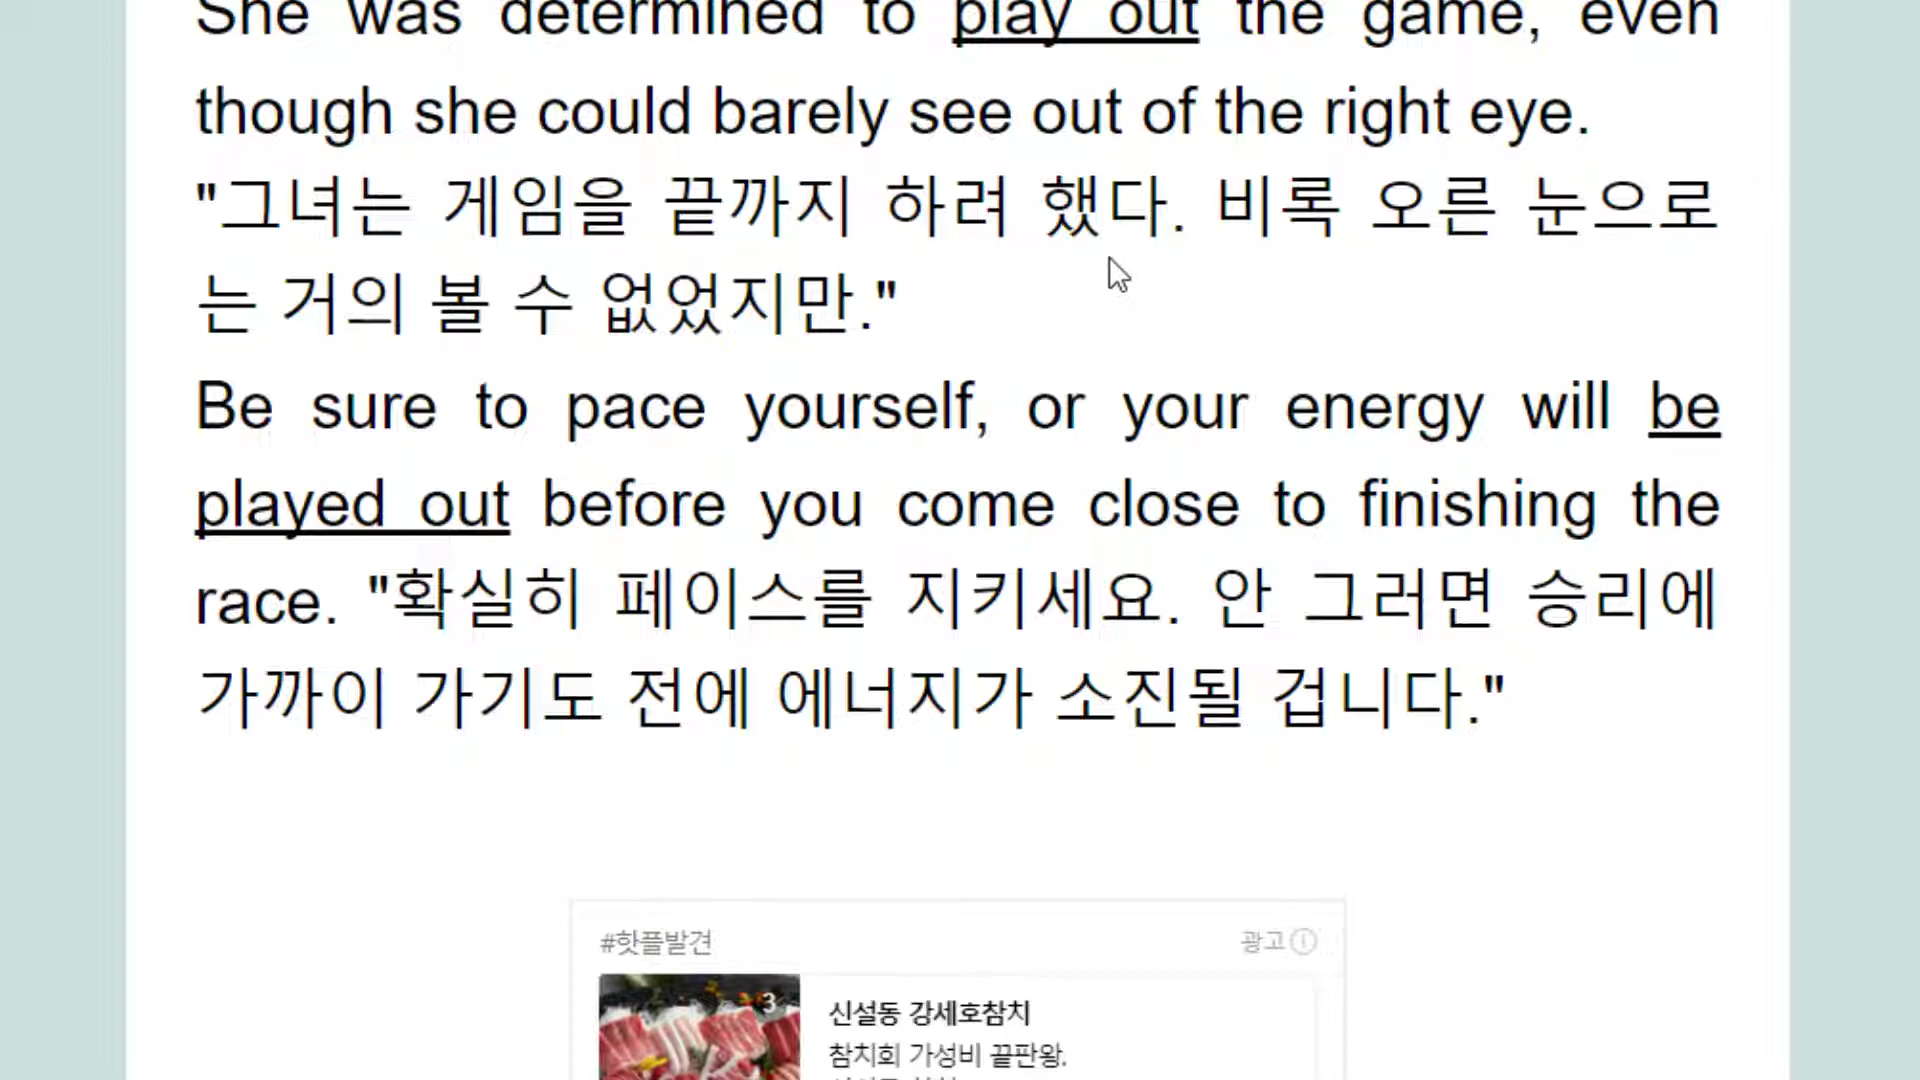 She was determined to play out the game, even
though she could barely see out of the right eye.
"그녀는 게임을 끝까지 하려 했다. 비록 오른 눈으로
는 거의 볼 수 없었지만."
Be sure to pace yourself, or your energy will be
played out before you come close to finishing the
race. "확실히 페이스를 지키세요. 안 그러면 승리에
가까이 가기도 전에 에너지가 소진될 겁니다."
#핫플발견
광고
3
신설동 강세호참치
참치회 가성비 끝판왕.